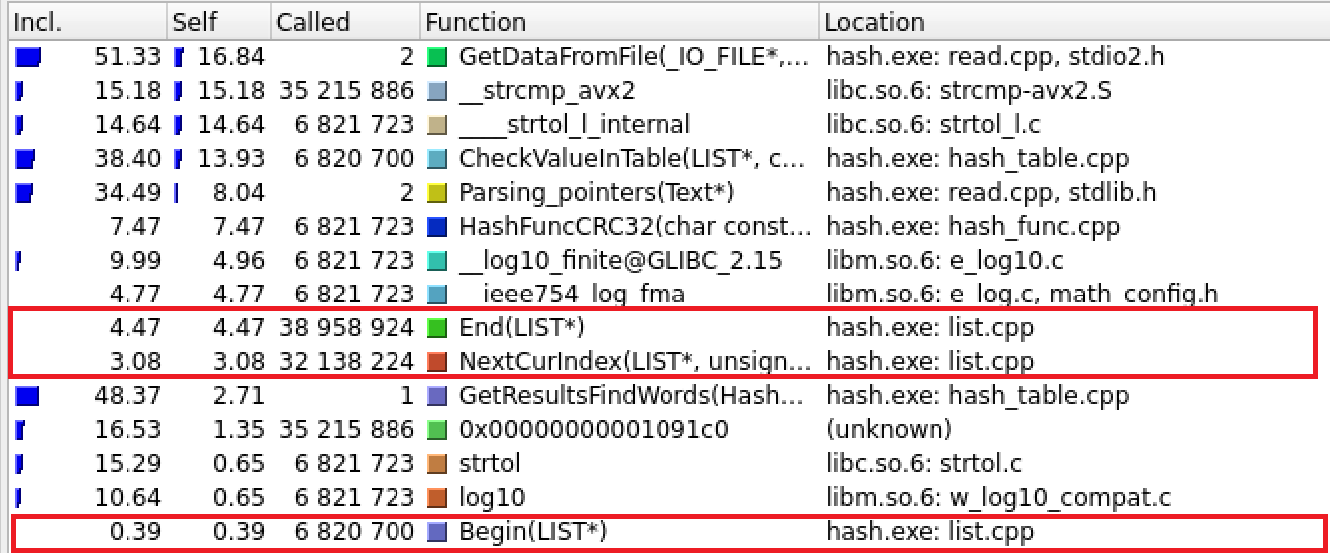 Incl. Self Called Function Location
51.33 16.84 2 GetDataFromFile(_IO_FILE*,... hash.exe: read.cpp, stdio2.h
15.18 15.18 35 215 886 __strcmp_avx2 libc.so.6: strcmp-avx2.S
14.64 14.64 6 821 723 ____strtol_l_internal libc.so.6: strtol_l.c
38.40 13.93 6 820 700 CheckValueInTable(LIST*, c... hash.exe: hash_table.cpp
34.49 8.04 2 Parsing_pointers(Text*) hash.exe: read.cpp, stdlib.h
7.47 7.47 6 821 723 HashFuncCRC32(char const... hash.exe: hash_func.cpp
9.99 4.96 6 821 723 __log10_finite@GLIBC_2.15 libm.so.6: e_log10.c
4.77 4.77 6 821 723 __ieee754_log_fma libm.so.6: e_log.c, math_config.h
4.47 4.47 38 958 924 End(LIST*) hash.exe: list.cpp
3.08 3.08 32 138 224 NextCurIndex(LIST*, unsign... hash.exe: list.cpp
48.37 2.71 1 GetResultsFindWords(Hash... hash.exe: hash_table.cpp
16.53 1.35 35 215 886 0x00000000001091c0 (unknown)
15.29 0.65 6 821 723 strtol libc.so.6: strtol.c
10.64 0.65 6 821 723 log10 libm.so.6: w_log10_compat.c
0.39 0.39 6 820 700 Begin(LIST*) hash.exe: list.cpp